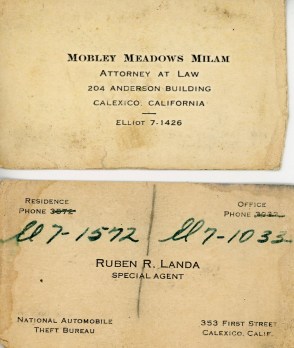 MOBLEY MEADOWS MILAM
ATTORNEY AT LAW
204 ANDERSON BUILDING
CALEXICO, CALIFORNIA
ELLIOT 7-1426
RESIDENCE OFFICE
PHONE 3872 PHONE
El 7-1572 El 7-1033
RUBEN R. LANDA
SPECIAL AGENT
NATIONAL AUTOMOBILE 353 FIRST STREET
THEFT BUREAU CALEXICO, CALIF.